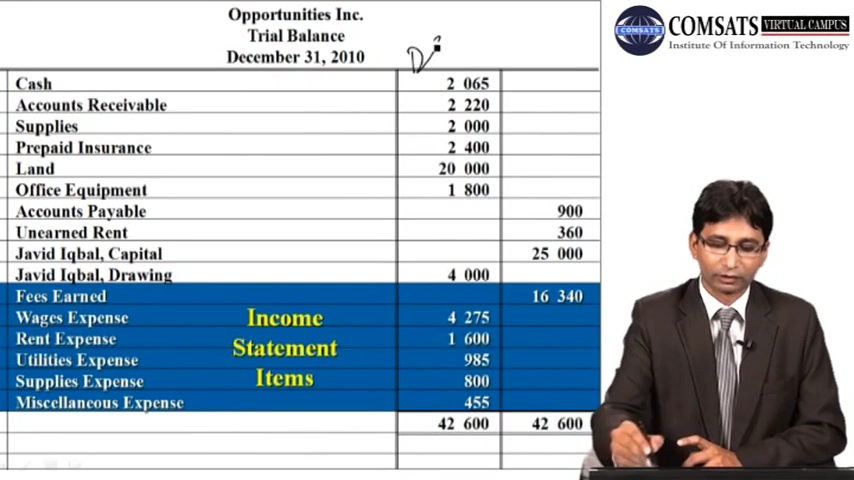 Opportunities Inc.
Trial Balance
December 31, 2010
COMSATS
COMSATS VIRTUAL CAMPUS
Institute Of Information Technology
Cash 2 065
Accounts Receivable 2 220
Supplies 2 000
Prepaid Insurance 2 400
Land 20 000
Office Equipment 1 800
Accounts Payable 900
Unearned Rent 360
Javid Iqbal, Capital 25 000
Javid Iqbal, Drawing 4 000
Fees Earned 16 340
Wages Expense 4 275
Rent Expense 1 600
Utilities Expense 985
Supplies Expense 800
Miscellaneous Expense 455
Income
Statement
Items
42 600 42 600